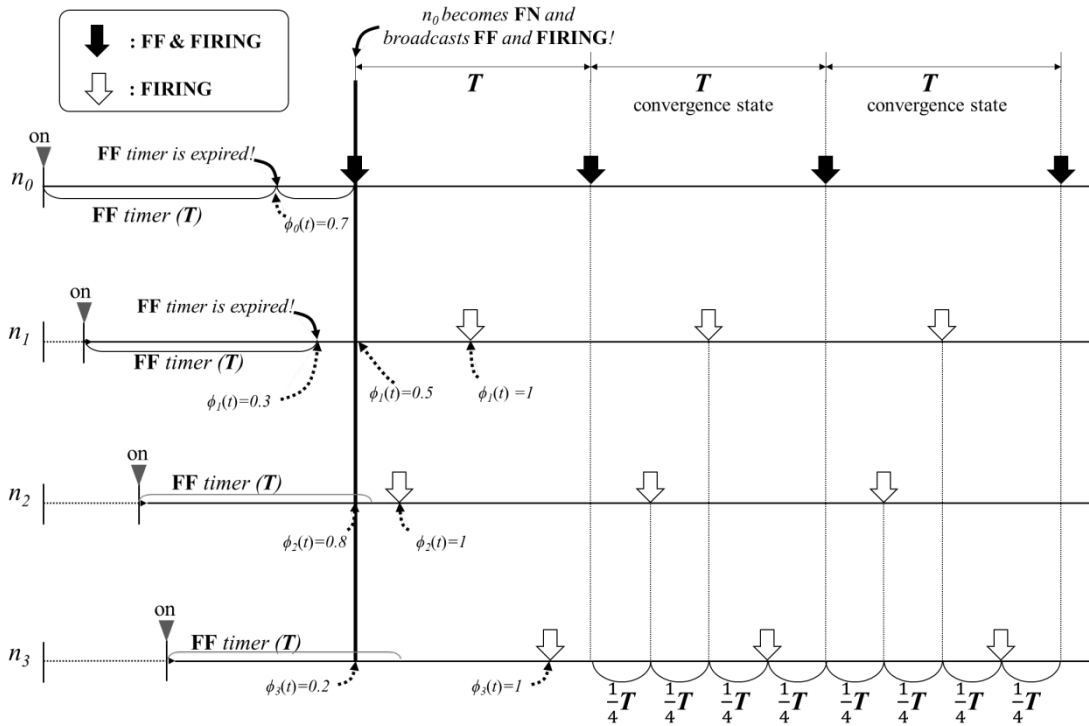 n₀ becomes FN and
broadcasts FF and FIRING!
: FF & FIRING
: FIRING
T
T
convergence state
T
convergence state
on
FF timer is expired!
n₀
FF timer (T)
ϕ₀(t)=0.7
on
FF timer is expired!
n₁
FF timer (T)
ϕ₁(t)=0.3
ϕ₁(t)=0.5
ϕ₁(t) =1
on
FF timer (T)
n₂
ϕ₂(t)=0.8
ϕ₂(t)=1
on
FF timer (T)
n₃
ϕ₃(t)=0.2
ϕ₃(t)=1
¼T ¼T ¼T ¼T ¼T ¼T ¼T ¼T